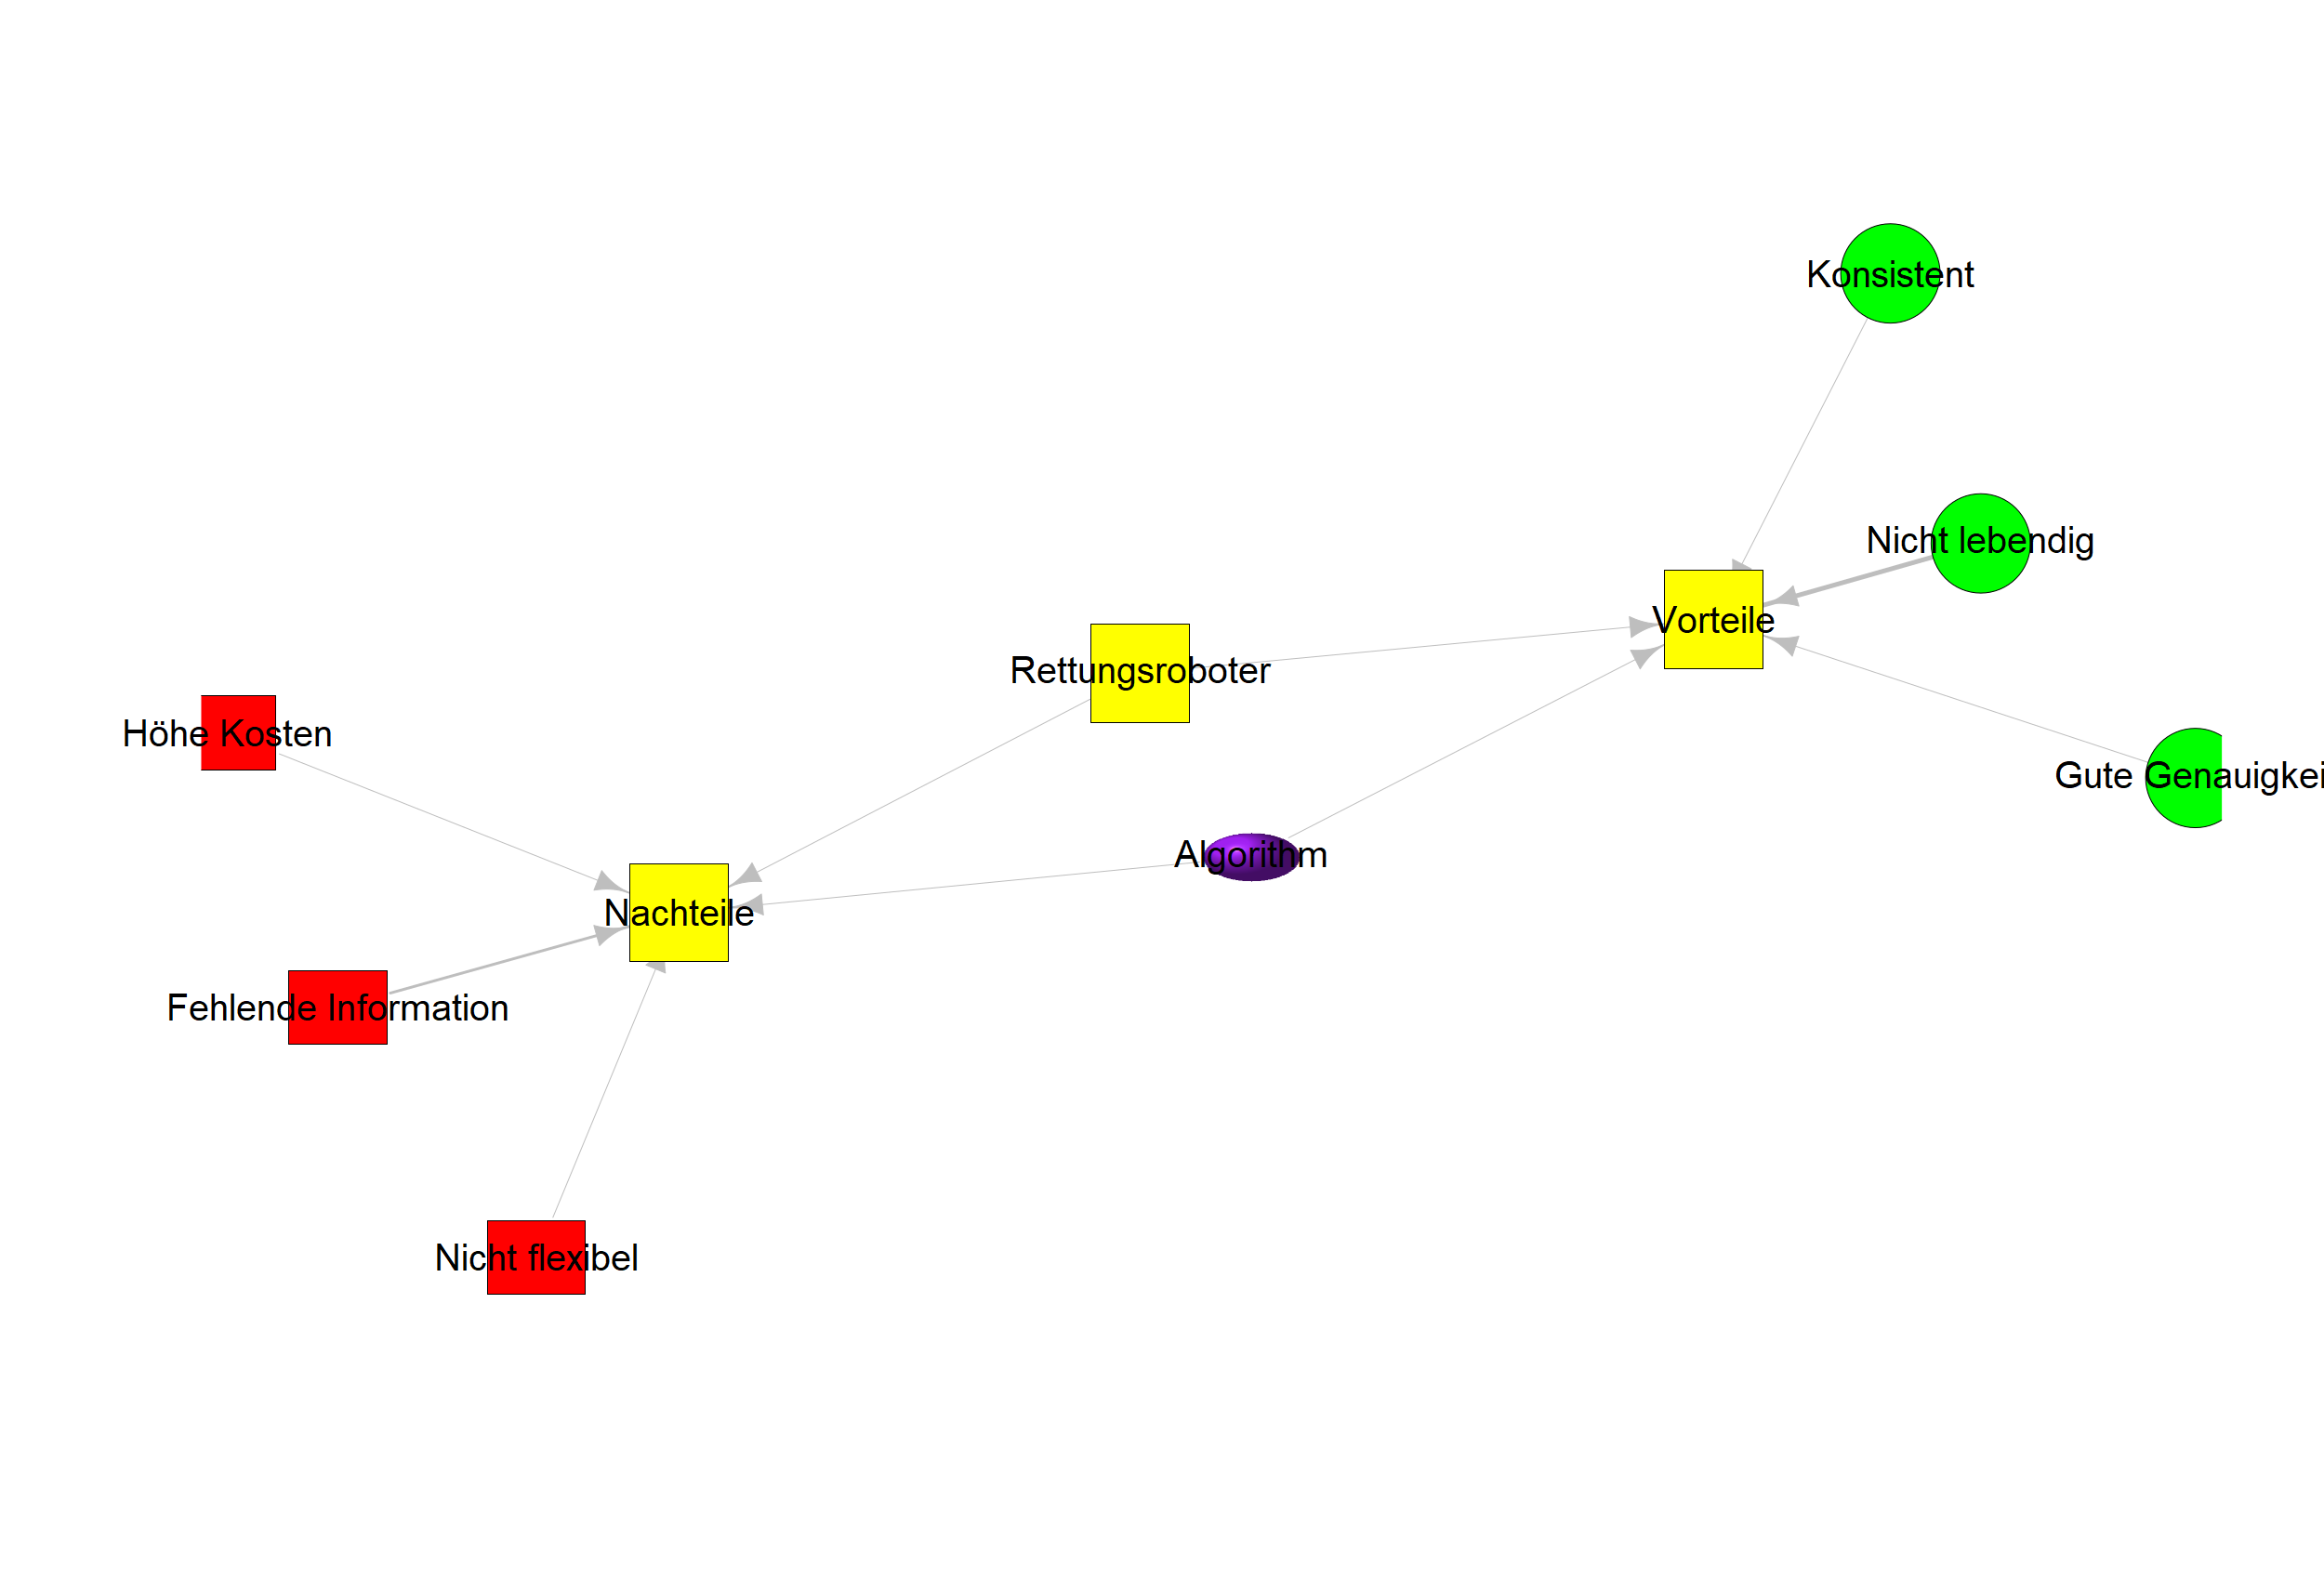 Konsistent
Nicht lebendig
Vorteile
Rettungsroboter
Höhe Kosten
Gute Genauigkei
Algorithm
Nachteile
Fehlende Information
Nicht flexibel